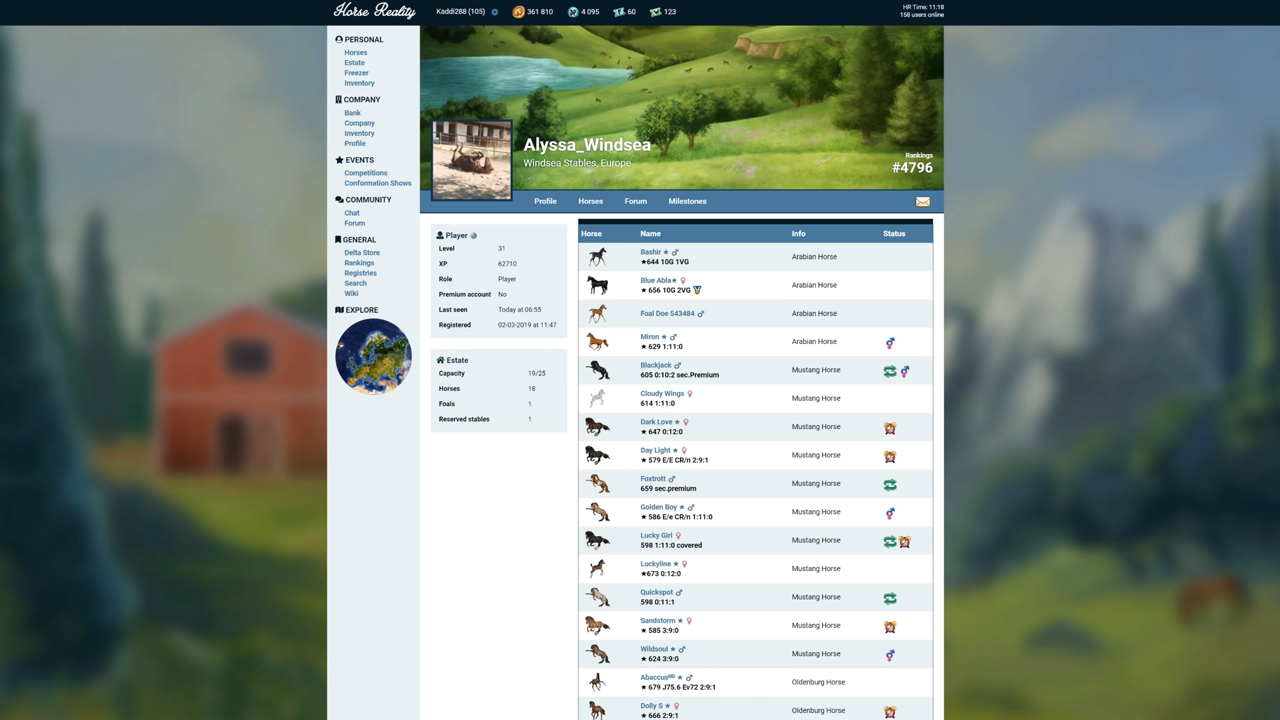 Horse Reality
Kaddi288 (105)
361 810
4 095
60
123
HR Time: 11:18
158 users online
PERSONAL
Horses
Estate
Freezer
Inventory
COMPANY
Bank
Company
Inventory
Profile
EVENTS
Competitions
Conformation Shows
COMMUNITY
Chat
Forum
GENERAL
Delta Store
Rankings
Registries
Search
Wiki
EXPLORE
Alyssa_Windsea
Windsea Stables, Europe
Rankings
#4796
Profile Horses Forum Milestones
Player
Level 31
XP 62710
Role Player
Premium account No
Last seen Today at 06:55
Registered 02-03-2019 at 11:47
Estate
Capacity 19/25
Horses 18
Foals 1
Reserved stables 1
Horse Name Info Status
Bashir ★ ♂ Arabian Horse
★644 10G 1VG
Blue Abla★ ♀ Arabian Horse
★ 656 10G 2VG
Foal Doe 543484 ♂ Arabian Horse
Miron ★ ♂ Arabian Horse
★ 629 1:11:0
Blackjack ♂ Mustang Horse
605 0:10:2 sec.Premium
Cloudy Wings ♀ Mustang Horse
614 1:11:0
Dark Love ★ ♀ Mustang Horse
★ 647 0:12:0
Day Light ★ ♀ Mustang Horse
★ 579 E/E CR/n 2:9:1
Foxtrott ♂ Mustang Horse
659 sec.premium
Golden Boy ★ ♂ Mustang Horse
★ 586 E/e CR/n 1:11:0
Lucky Girl ♀ Mustang Horse
598 1:11:0 covered
Luckyline ★ ♀ Mustang Horse
★673 0:12:0
Quickspot ♂ Mustang Horse
598 0:11:1
Sandstorm ★ ♀ Mustang Horse
★ 585 3:9:0
Wildsoul ★ ♂ Mustang Horse
★ 624 3:9:0
Abaccus ★ ♂ Oldenburg Horse
★ 679 J75.6 Ev72 2:9:1
Dolly S ★ ♀ Oldenburg Horse
★ 666 2:9:1